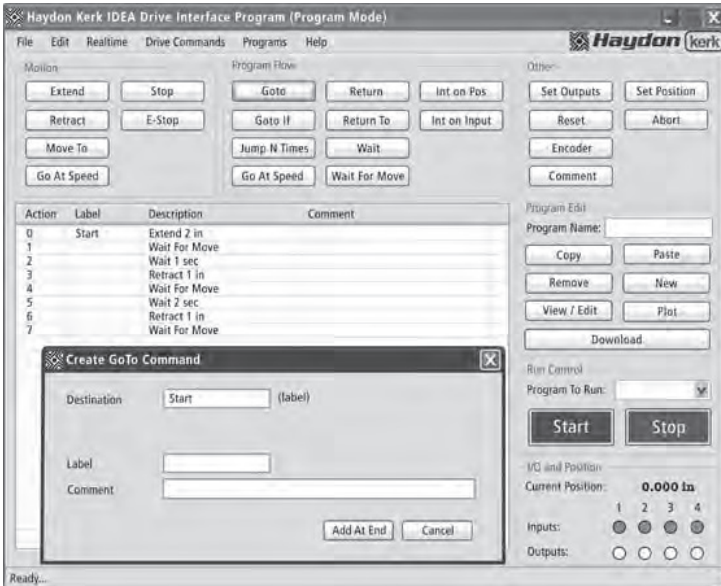 Haydon Kerk IDEA Drive Interface Program (Program Mode)
File Edit Realtime Drive Commands Programs Help
Haydon kerk
Motion Program Flow Other
Extend Stop Goto Return Int on Pos Set Outputs Set Position
Retract E-Stop Goto If Return To Int on Input Reset Abort
Move To Jump N Times Wait Encoder
Go At Speed Go At Speed Wait For Move Comment
Action Label Description Comment
0 Start Extend 2 in
1 Wait For Move
2 Wait 1 sec
3 Retract 1 in
4 Wait For Move
5 Wait 2 sec
6 Retract 1 in
7 Wait For Move
Program Edit
Program Name:
Copy Paste
Remove New
View / Edit Plot
Download
Run Control
Program To Run:
Start Stop
I/O and Position
Current Position: 0.000 in
1 2 3 4
Inputs:
Outputs:
Create GoTo Command
Destination Start (label)
Label
Comment
Add At End Cancel
Ready...